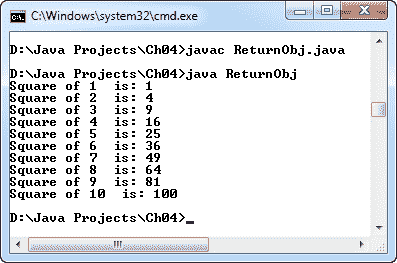 C:\Windows\system32\cmd.exe
D:\Java Projects\Ch04>javac ReturnObj.java
D:\Java Projects\Ch04>java ReturnObj
Square of 1  is: 1
Square of 2  is: 4
Square of 3  is: 9
Square of 4  is: 16
Square of 5  is: 25
Square of 6  is: 36
Square of 7  is: 49
Square of 8  is: 64
Square of 9  is: 81
Square of 10  is: 100
D:\Java Projects\Ch04>_